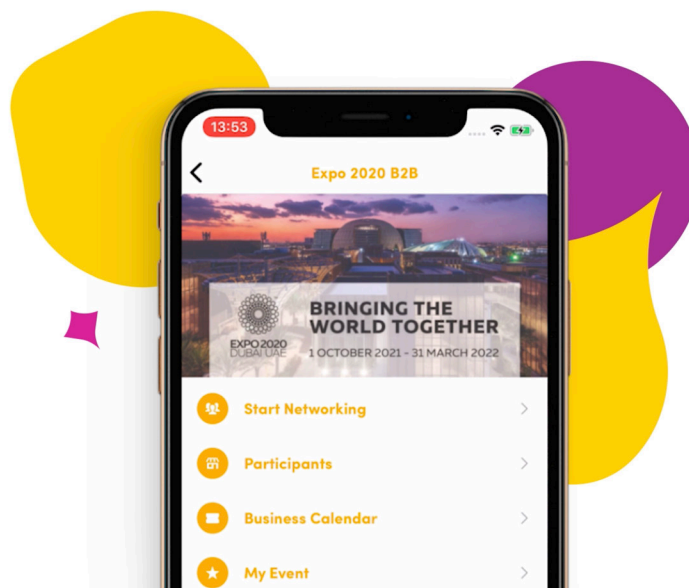 13:53
Expo 2020 B2B
BRINGING THE
WORLD TOGETHER
EXPO 2020
DUBAI UAE
1 OCTOBER 2021 - 31 MARCH 2022
Start Networking
Participants
Business Calendar
My Event